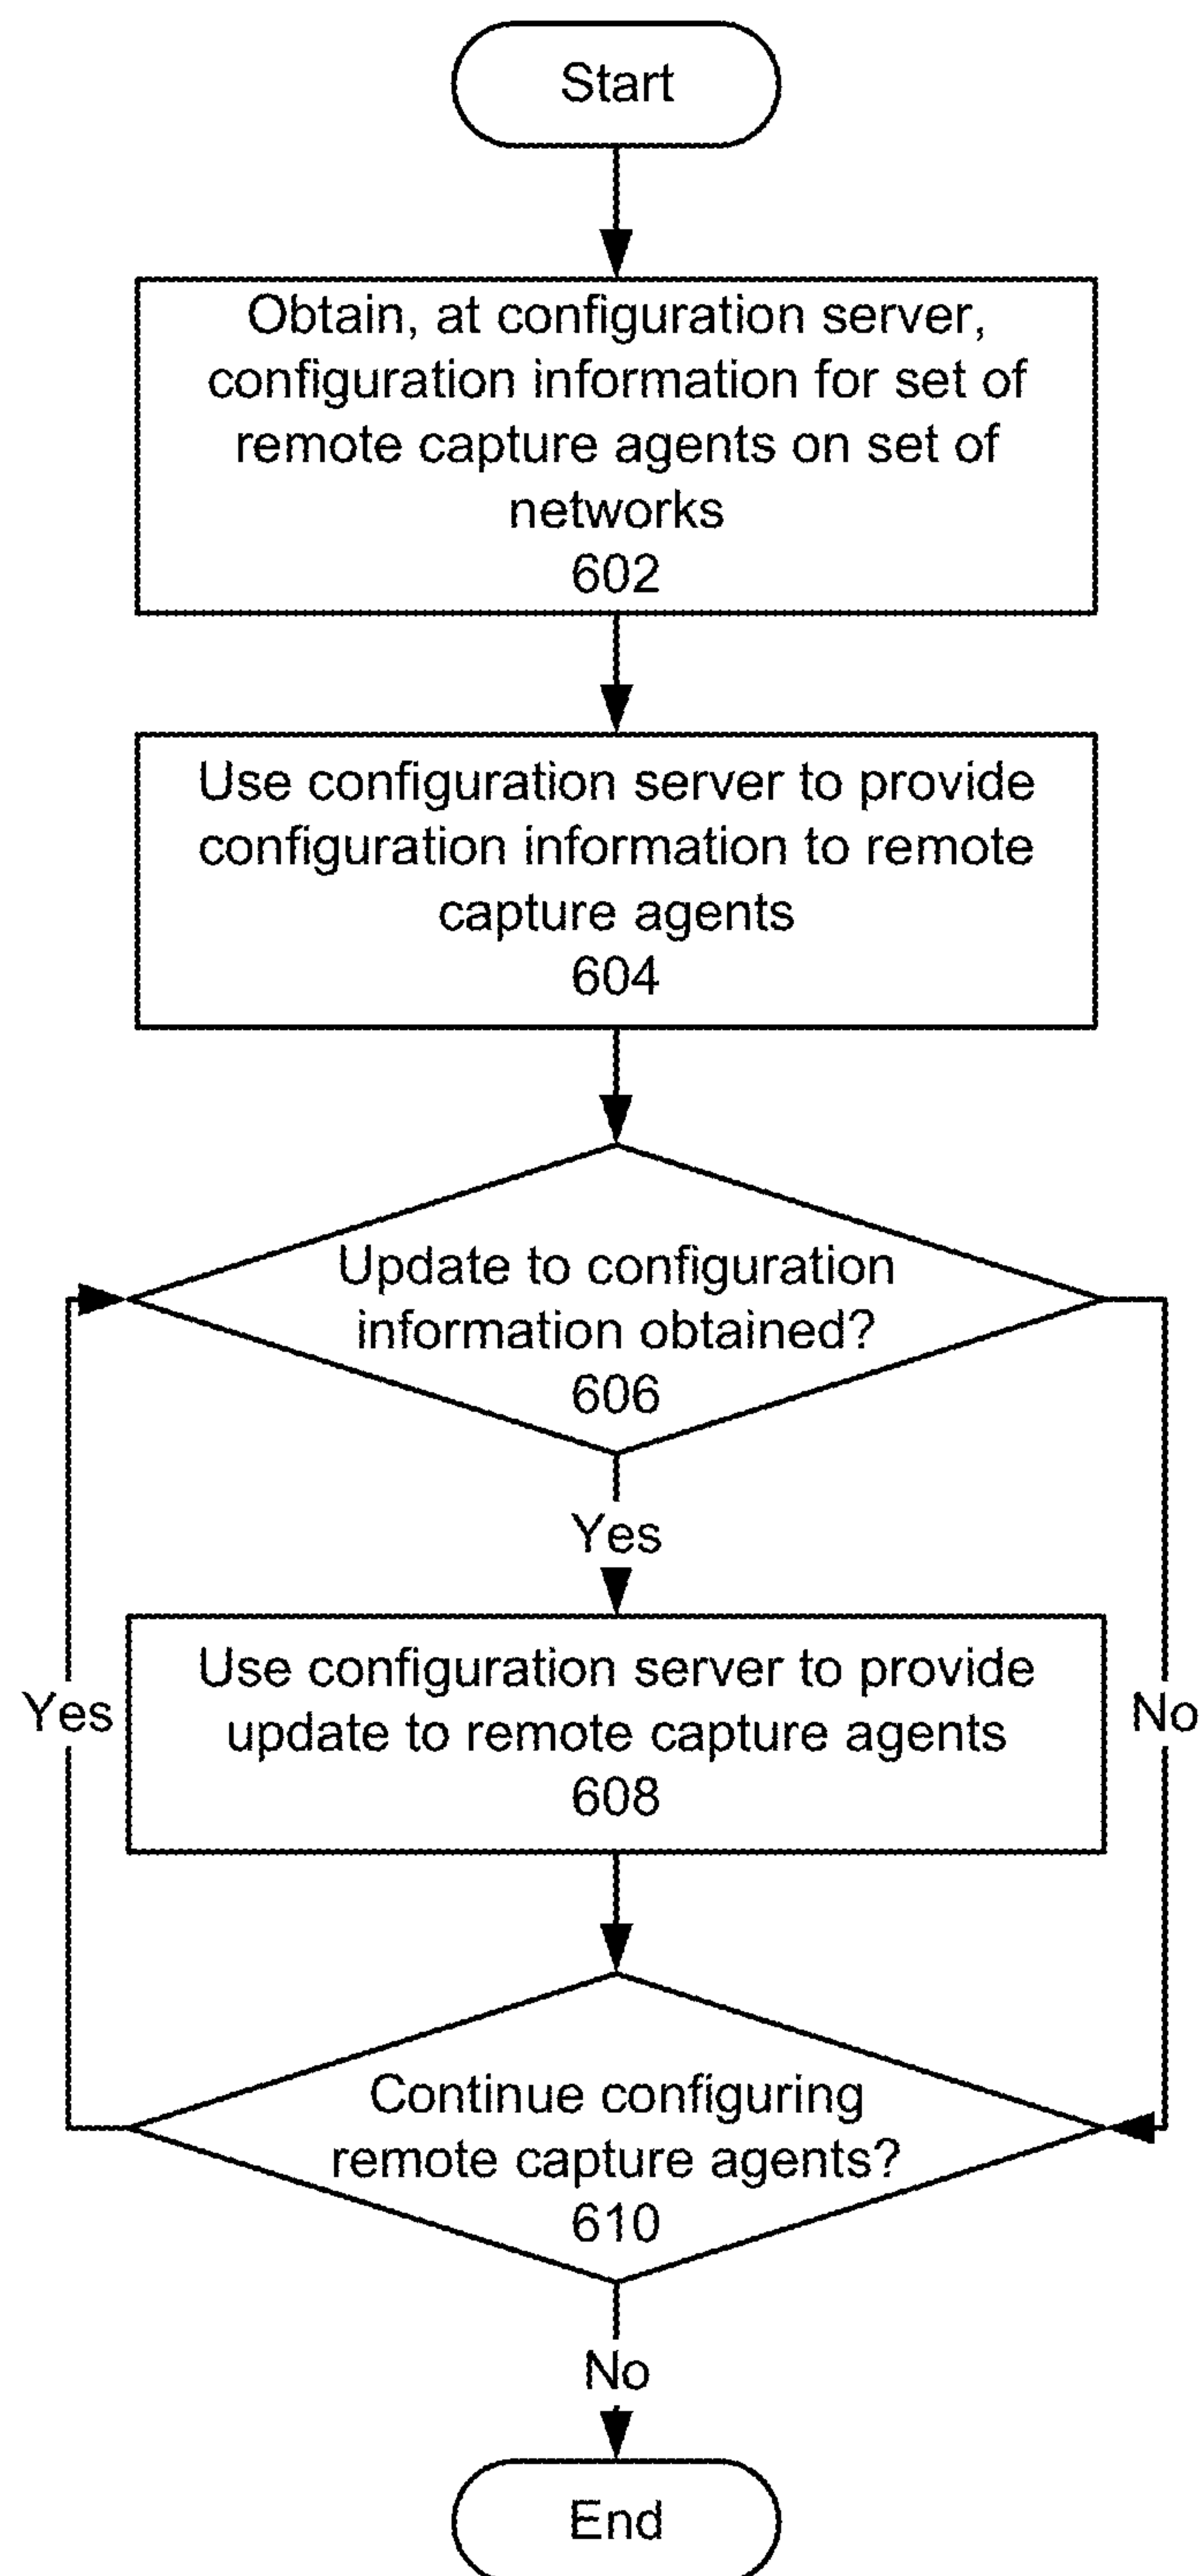 Start
Obtain, at configuration server,
configuration information for set of
remote capture agents on set of
networks
602
Use configuration server to provide
configuration information to remote
capture agents
604
Update to configuration
information obtained?
606
Yes
Use configuration server to provide
update to remote capture agents
608
Yes
No
Continue configuring
remote capture agents?
610
No
End